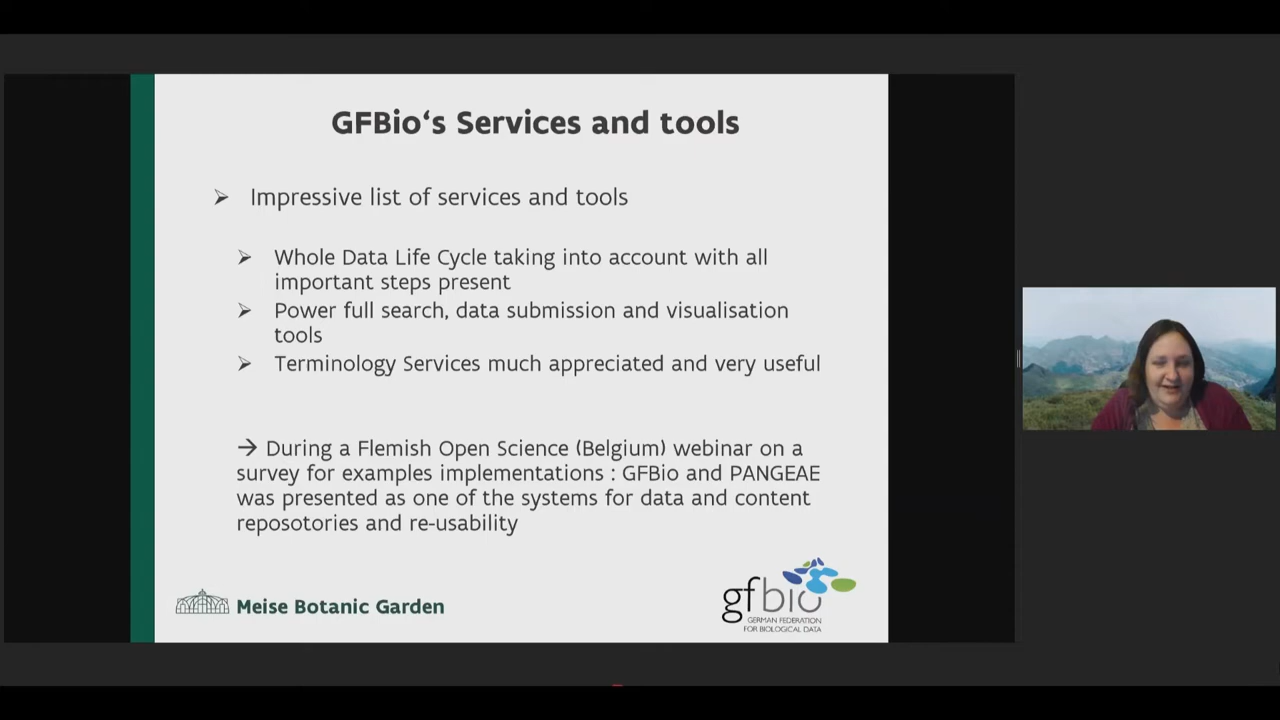 GFBio‘s Services and tools
➢ Impressive list of services and tools
➢ Whole Data Life Cycle taking into account with all
important steps present
➢ Power full search, data submission and visualisation
tools
➢ Terminology Services much appreciated and very useful
→ During a Flemish Open Science (Belgium) webinar on a
survey for examples implementations : GFBio and PANGEAE
was presented as one of the systems for data and content
reposotories and re-usability
Meise Botanic Garden
gfbio
GERMAN FEDERATION
FOR BIOLOGICAL DATA